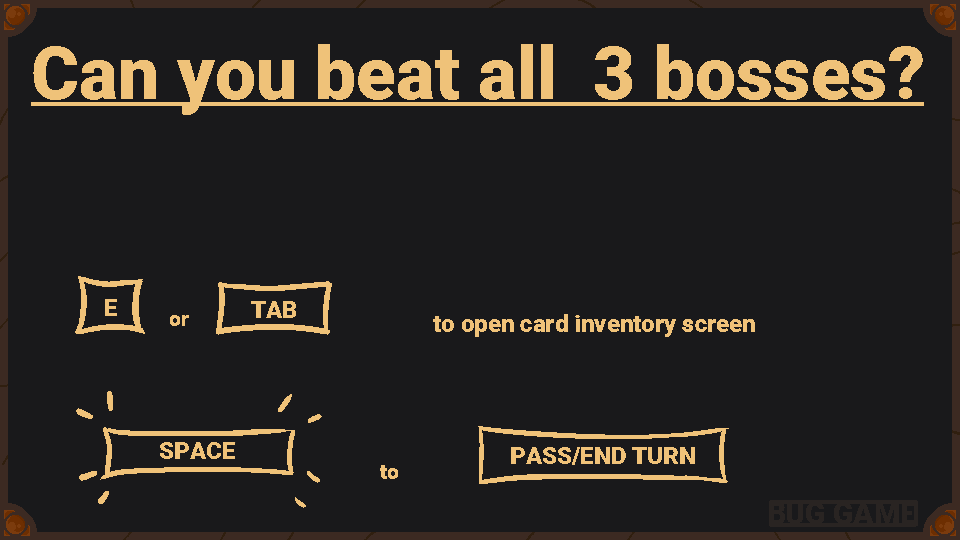 Can you beat all  3 bosses?
E or TAB to open card inventory screen
SPACE to PASS/END TURN
BUG GAME